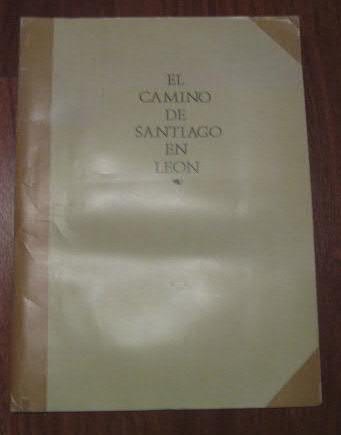 EL
CAMINO
DE
SANTIAGO
EN
LEON